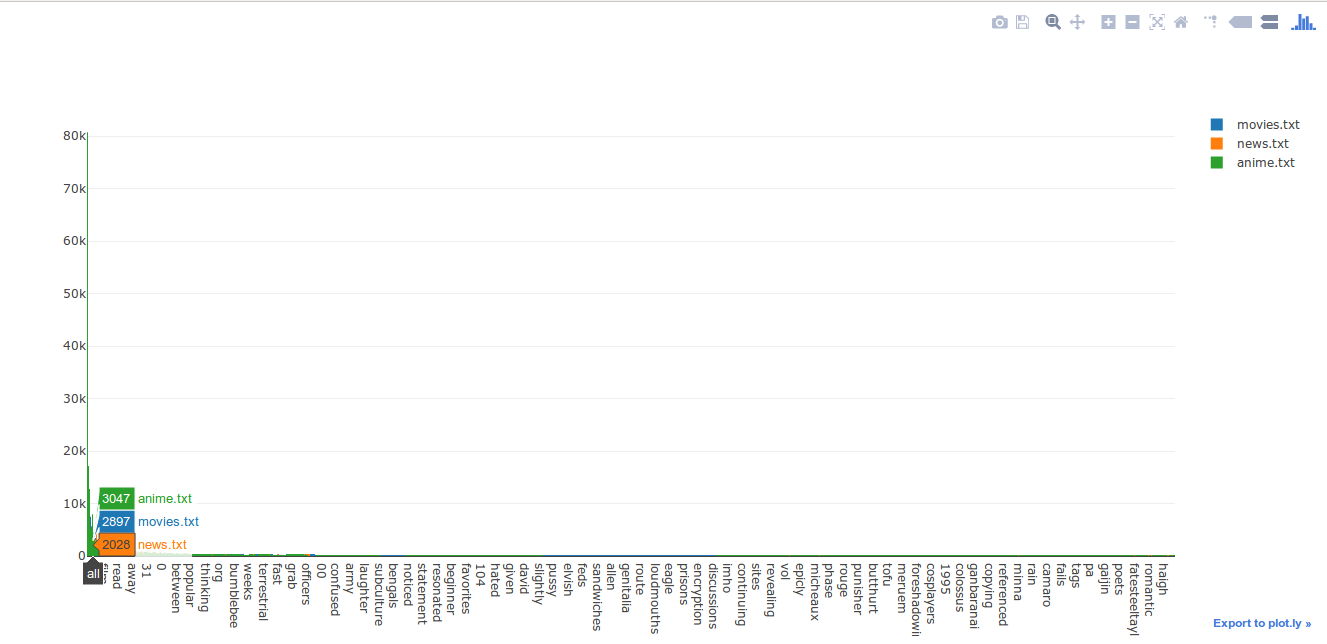 80k
70k
60k
50k
40k
30k
20k
10k
0
movies.txt
news.txt
anime.txt
3047 anime.txt
2897 movies.txt
2028 news.txt
all
read
away
31
0
between
popular
thinking
org
bumblebee
weeks
terrestrial
fast
grab
officers
00
confused
army
laughter
subculture
bengals
noticed
statement
resonated
beginner
favorites
104
hated
given
david
slightly
pussy
elvish
feds
sandwiches
allen
genitalia
route
loudmouths
eagle
prisons
encryption
discussions
imho
continuing
sites
revealing
vol
epicly
micheaux
phase
rouge
punisher
butthurt
tofu
meruem
foreshadowi
cosplayers
1995
colossus
ganbaranai
copying
referenced
minna
rain
camaro
fails
tags
pa
gaijin
poets
fatesteeltayl
romantic
haigh
Export to plot.ly »